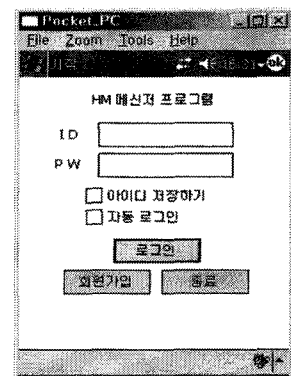 Pocket_PC
File Zoom Tools Help
ok
HM 메신저 프로그램
ID
PW
아이디 저장하기
자동 로그인
로그인
회원가입 종료